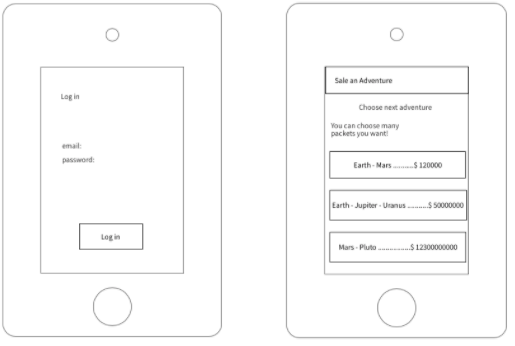 Log in
email:
password:
Log in
Sale an Adventure
Choose next adventure
You can choose many
packets you want!
Earth - Mars ..........$ 120000
Earth - Jupiter - Uranus ..........$ 50000000
Mars - Pluto ................$ 12300000000